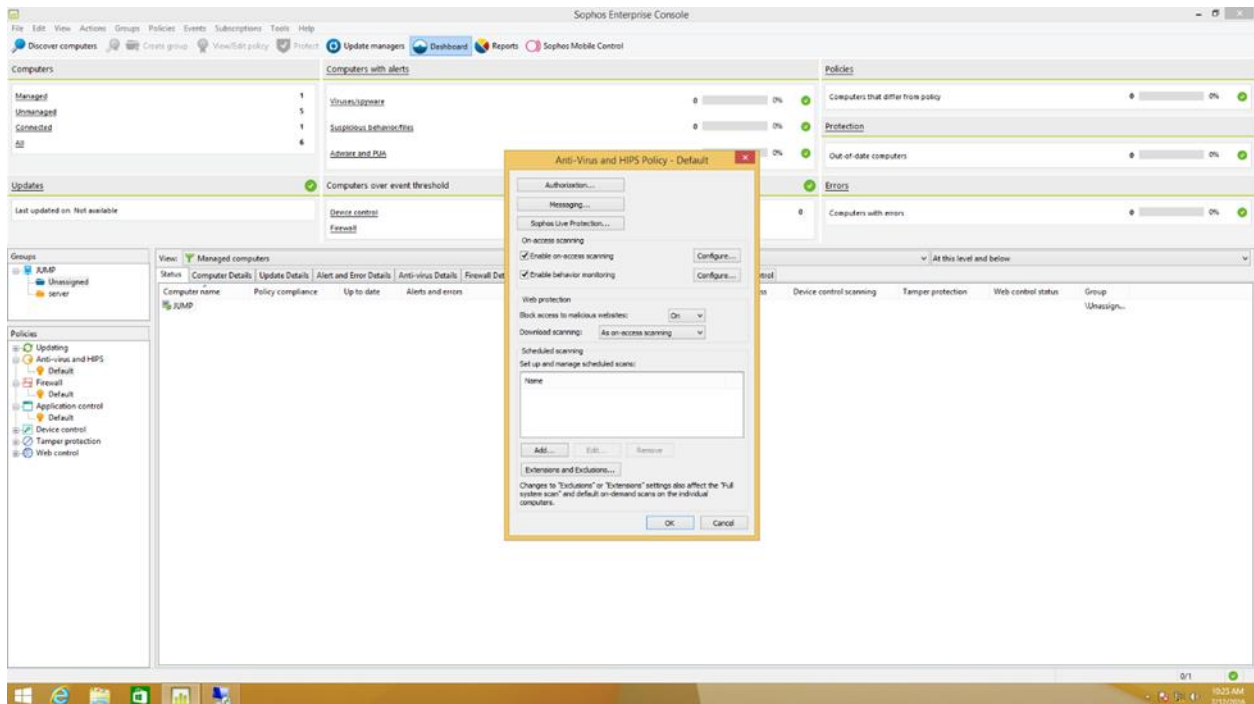 Sophos Enterprise Console
File Edit View Actions Groups Policies Events Subscriptions Tools Help
Discover computers Create group View/Edit policy Protect Update managers Dashboard Reports Sophos Mobile Control
Computers Computers with alerts Policies
Managed 1
Unmanaged 5
Connected 1
All 6
Viruses/spyware 0 0%
Suspicious behavior/files 0 0%
Adware and PUA 0%
Computers that differ from policy 0 0%
Protection
Out-of-date computers 0 0%
Updates Computers over event threshold Errors
Last updated on Not available
Device control 0
Firewall
Computers with errors 0 0%
Groups
JUMP
Unassigned
server
View: Managed computers At this level and below
Status Computer Details Update Details Alert and Error Details Anti-virus Details Firewall Det
Computer name Policy compliance Up to date Alerts and errors Device control scanning Tamper protection Web control status Group
JUMP \Unassign...
Policies
Updating
Anti-virus and HIPS
Default
Firewall
Default
Application control
Default
Device control
Tamper protection
Web control
Anti-Virus and HIPS Policy - Default
Authorization...
Messaging...
Sophos Live Protection...
On-access scanning
Enable on-access scanning Configure...
Enable behavior monitoring Configure...
Web protection
Block access to malicious websites: On
Download scanning: As on-access scanning
Scheduled scanning
Set up and manage scheduled scans:
Name
Add... Edit... Remove
Extensions and Exclusions...
Changes to "Exclusions" or "Extensions" settings also affect the "Full
system scan" and default on-demand scans on the individual
computers.
OK Cancel
0/1
10:25 AM